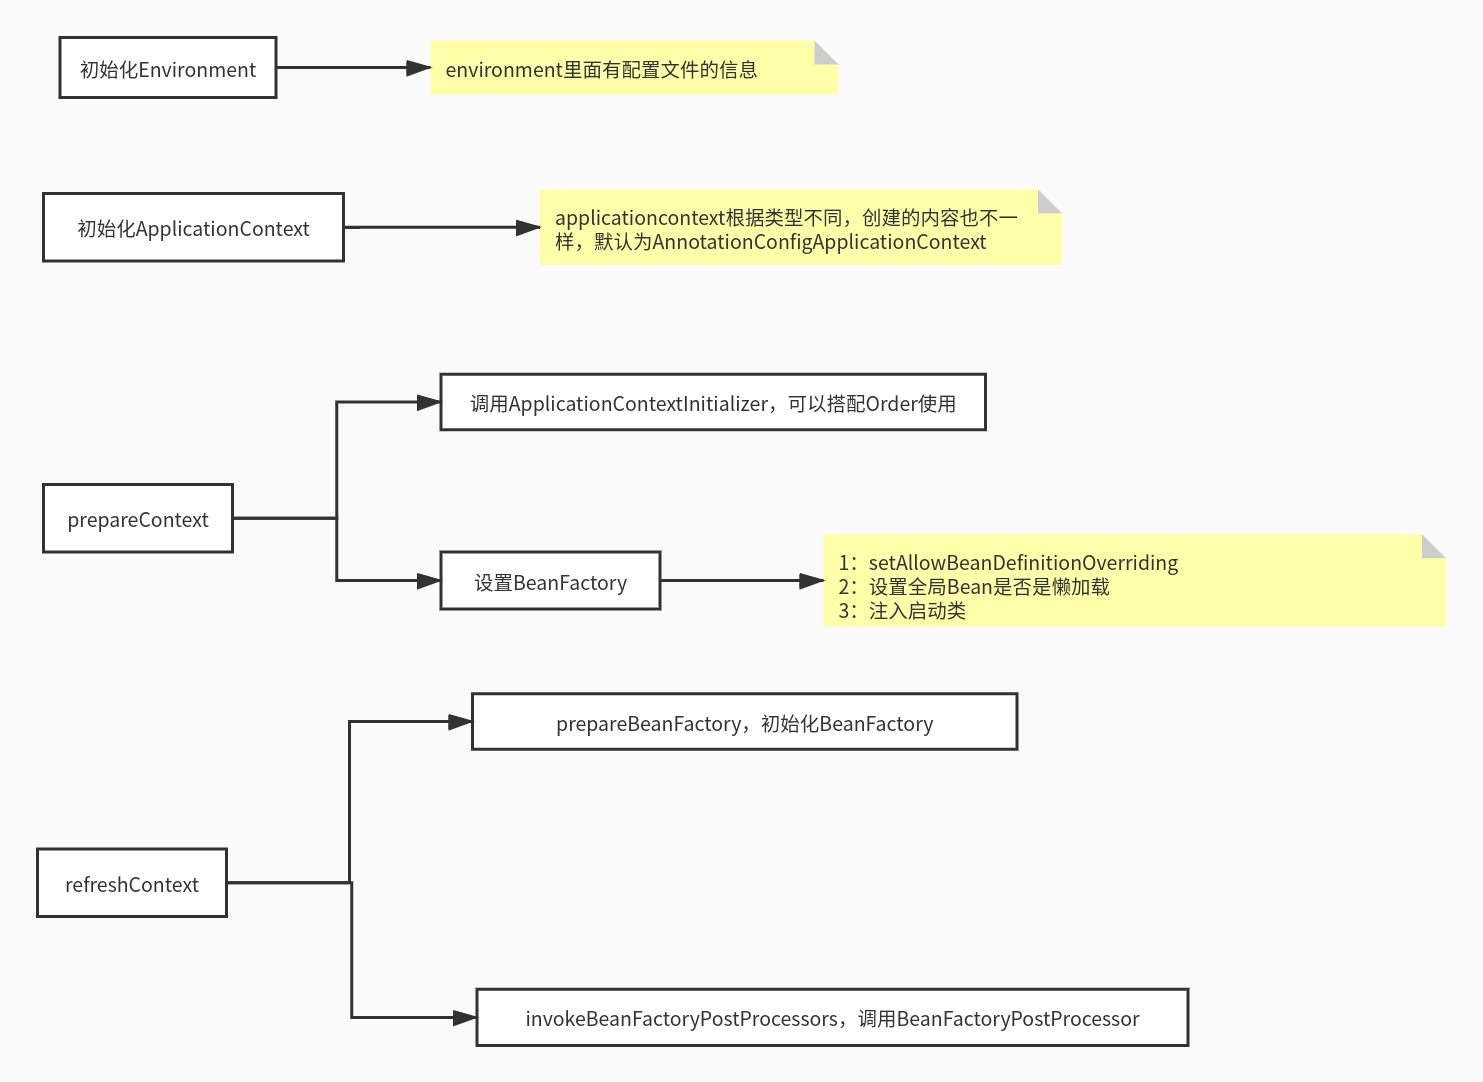 初始化Environment
environment里面有配置文件的信息
初始化ApplicationContext
applicationcontext根据类型不同，创建的内容也不一
样，默认为AnnotationConfigApplicationContext
调用ApplicationContextInitializer，可以搭配Order使用
prepareContext
设置BeanFactory
1：setAllowBeanDefinitionOverriding
2：设置全局Bean是否是懒加载
3：注入启动类
prepareBeanFactory，初始化BeanFactory
refreshContext
invokeBeanFactoryPostProcessors，调用BeanFactoryPostProcessor